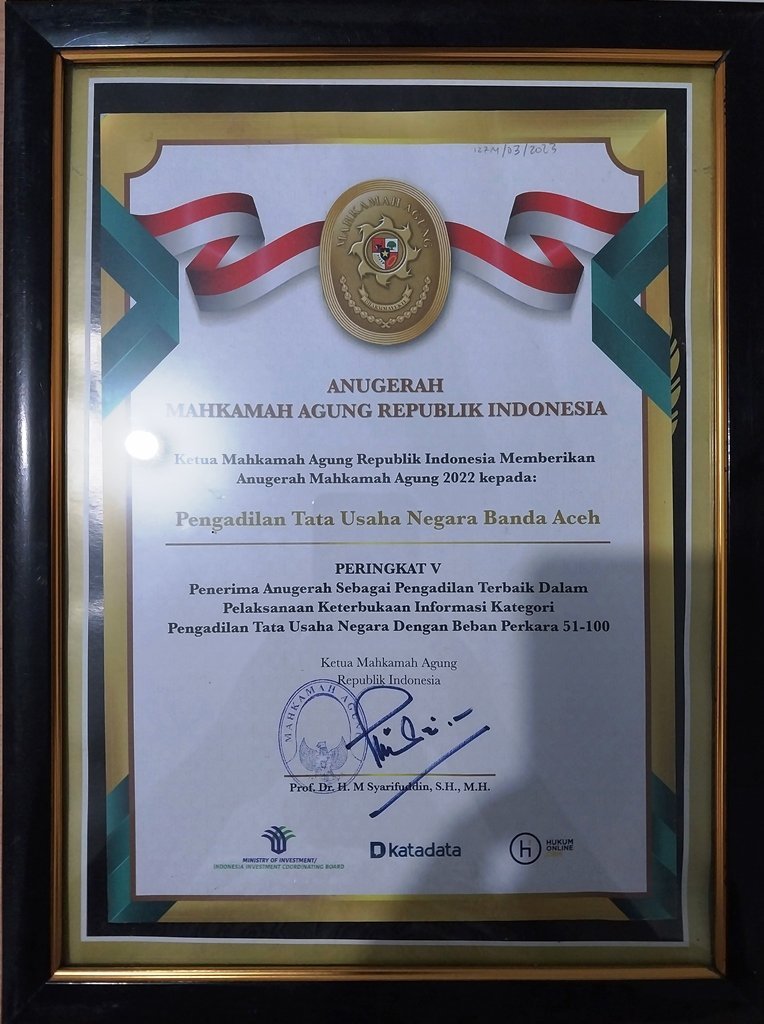 /03/2023
MAHKAMAH AGUNG
ANUGERAH
MAHKAMAH AGUNG REPUBLIK INDONESIA
Ketua Mahkamah Agung Republik Indonesia Memberikan
Anugerah Mahkamah Agung 2022 kepada:
Pengadilan Tata Usaha Negara Banda Aceh
PERINGKAT V
Penerima Anugerah Sebagai Pengadilan Terbaik Dalam
Pelaksanaan Keterbukaan Informasi Kategori
Pengadilan Tata Usaha Negara Dengan Beban Perkara 51-100
Ketua Mahkamah Agung
Republik Indonesia
MAHKAMAH AGU
Prof. Dr. H. M Syarifuddin, S.H., M.H.
MINISTRY OF INVESTMENT/
INDONESIA INVESTMENT COORDINATING BOARD
katadata
h
HUKUM
ONLINE